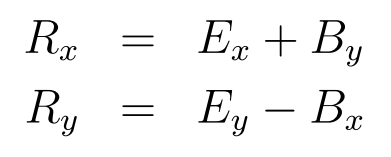 R_x = E_x + B_y
R_y = E_y − B_x